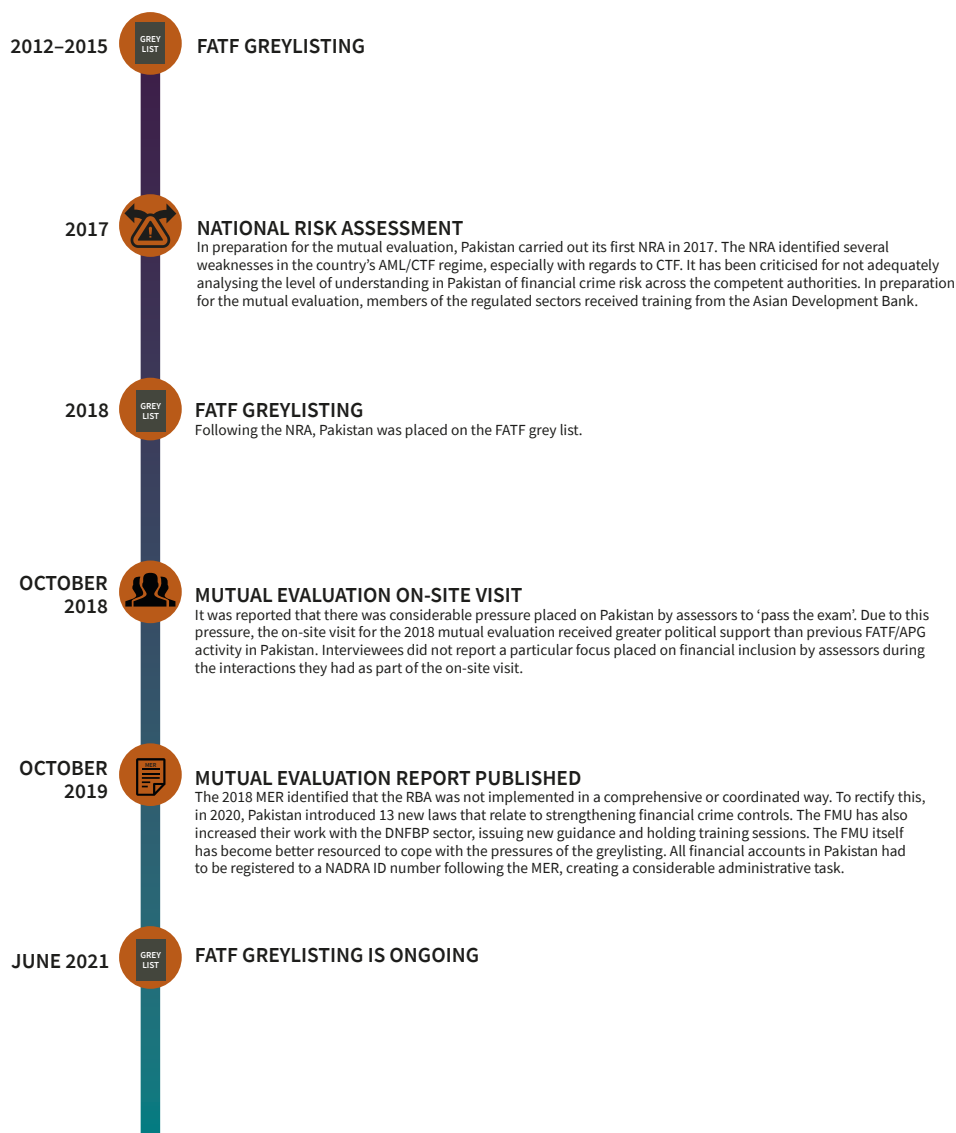 2012–2015
GREY
LIST
FATF GREYLISTING
2017
NATIONAL RISK ASSESSMENT
In preparation for the mutual evaluation, Pakistan carried out its first NRA in 2017. The NRA identified several
weaknesses in the country's AML/CTF regime, especially with regards to CTF. It has been criticised for not adequately
analysing the level of understanding in Pakistan of financial crime risk across the competent authorities. In preparation
for the mutual evaluation, members of the regulated sectors received training from the Asian Development Bank.
2018
GREY
LIST
FATF GREYLISTING
Following the NRA, Pakistan was placed on the FATF grey list.
OCTOBER
2018
MUTUAL EVALUATION ON-SITE VISIT
It was reported that there was considerable pressure placed on Pakistan by assessors to ‘pass the exam’. Due to this
pressure, the on-site visit for the 2018 mutual evaluation received greater political support than previous FATF/APG
activity in Pakistan. Interviewees did not report a particular focus placed on financial inclusion by assessors during
the interactions they had as part of the on-site visit.
OCTOBER
2019
MER
MUTUAL EVALUATION REPORT PUBLISHED
The 2018 MER identified that the RBA was not implemented in a comprehensive or coordinated way. To rectify this,
in 2020, Pakistan introduced 13 new laws that relate to strengthening financial crime controls. The FMU has also
increased their work with the DNFBP sector, issuing new guidance and holding training sessions. The FMU itself
has become better resourced to cope with the pressures of the greylisting. All financial accounts in Pakistan had
to be registered to a NADRA ID number following the MER, creating a considerable administrative task.
JUNE 2021
GREY
LIST
FATF GREYLISTING IS ONGOING